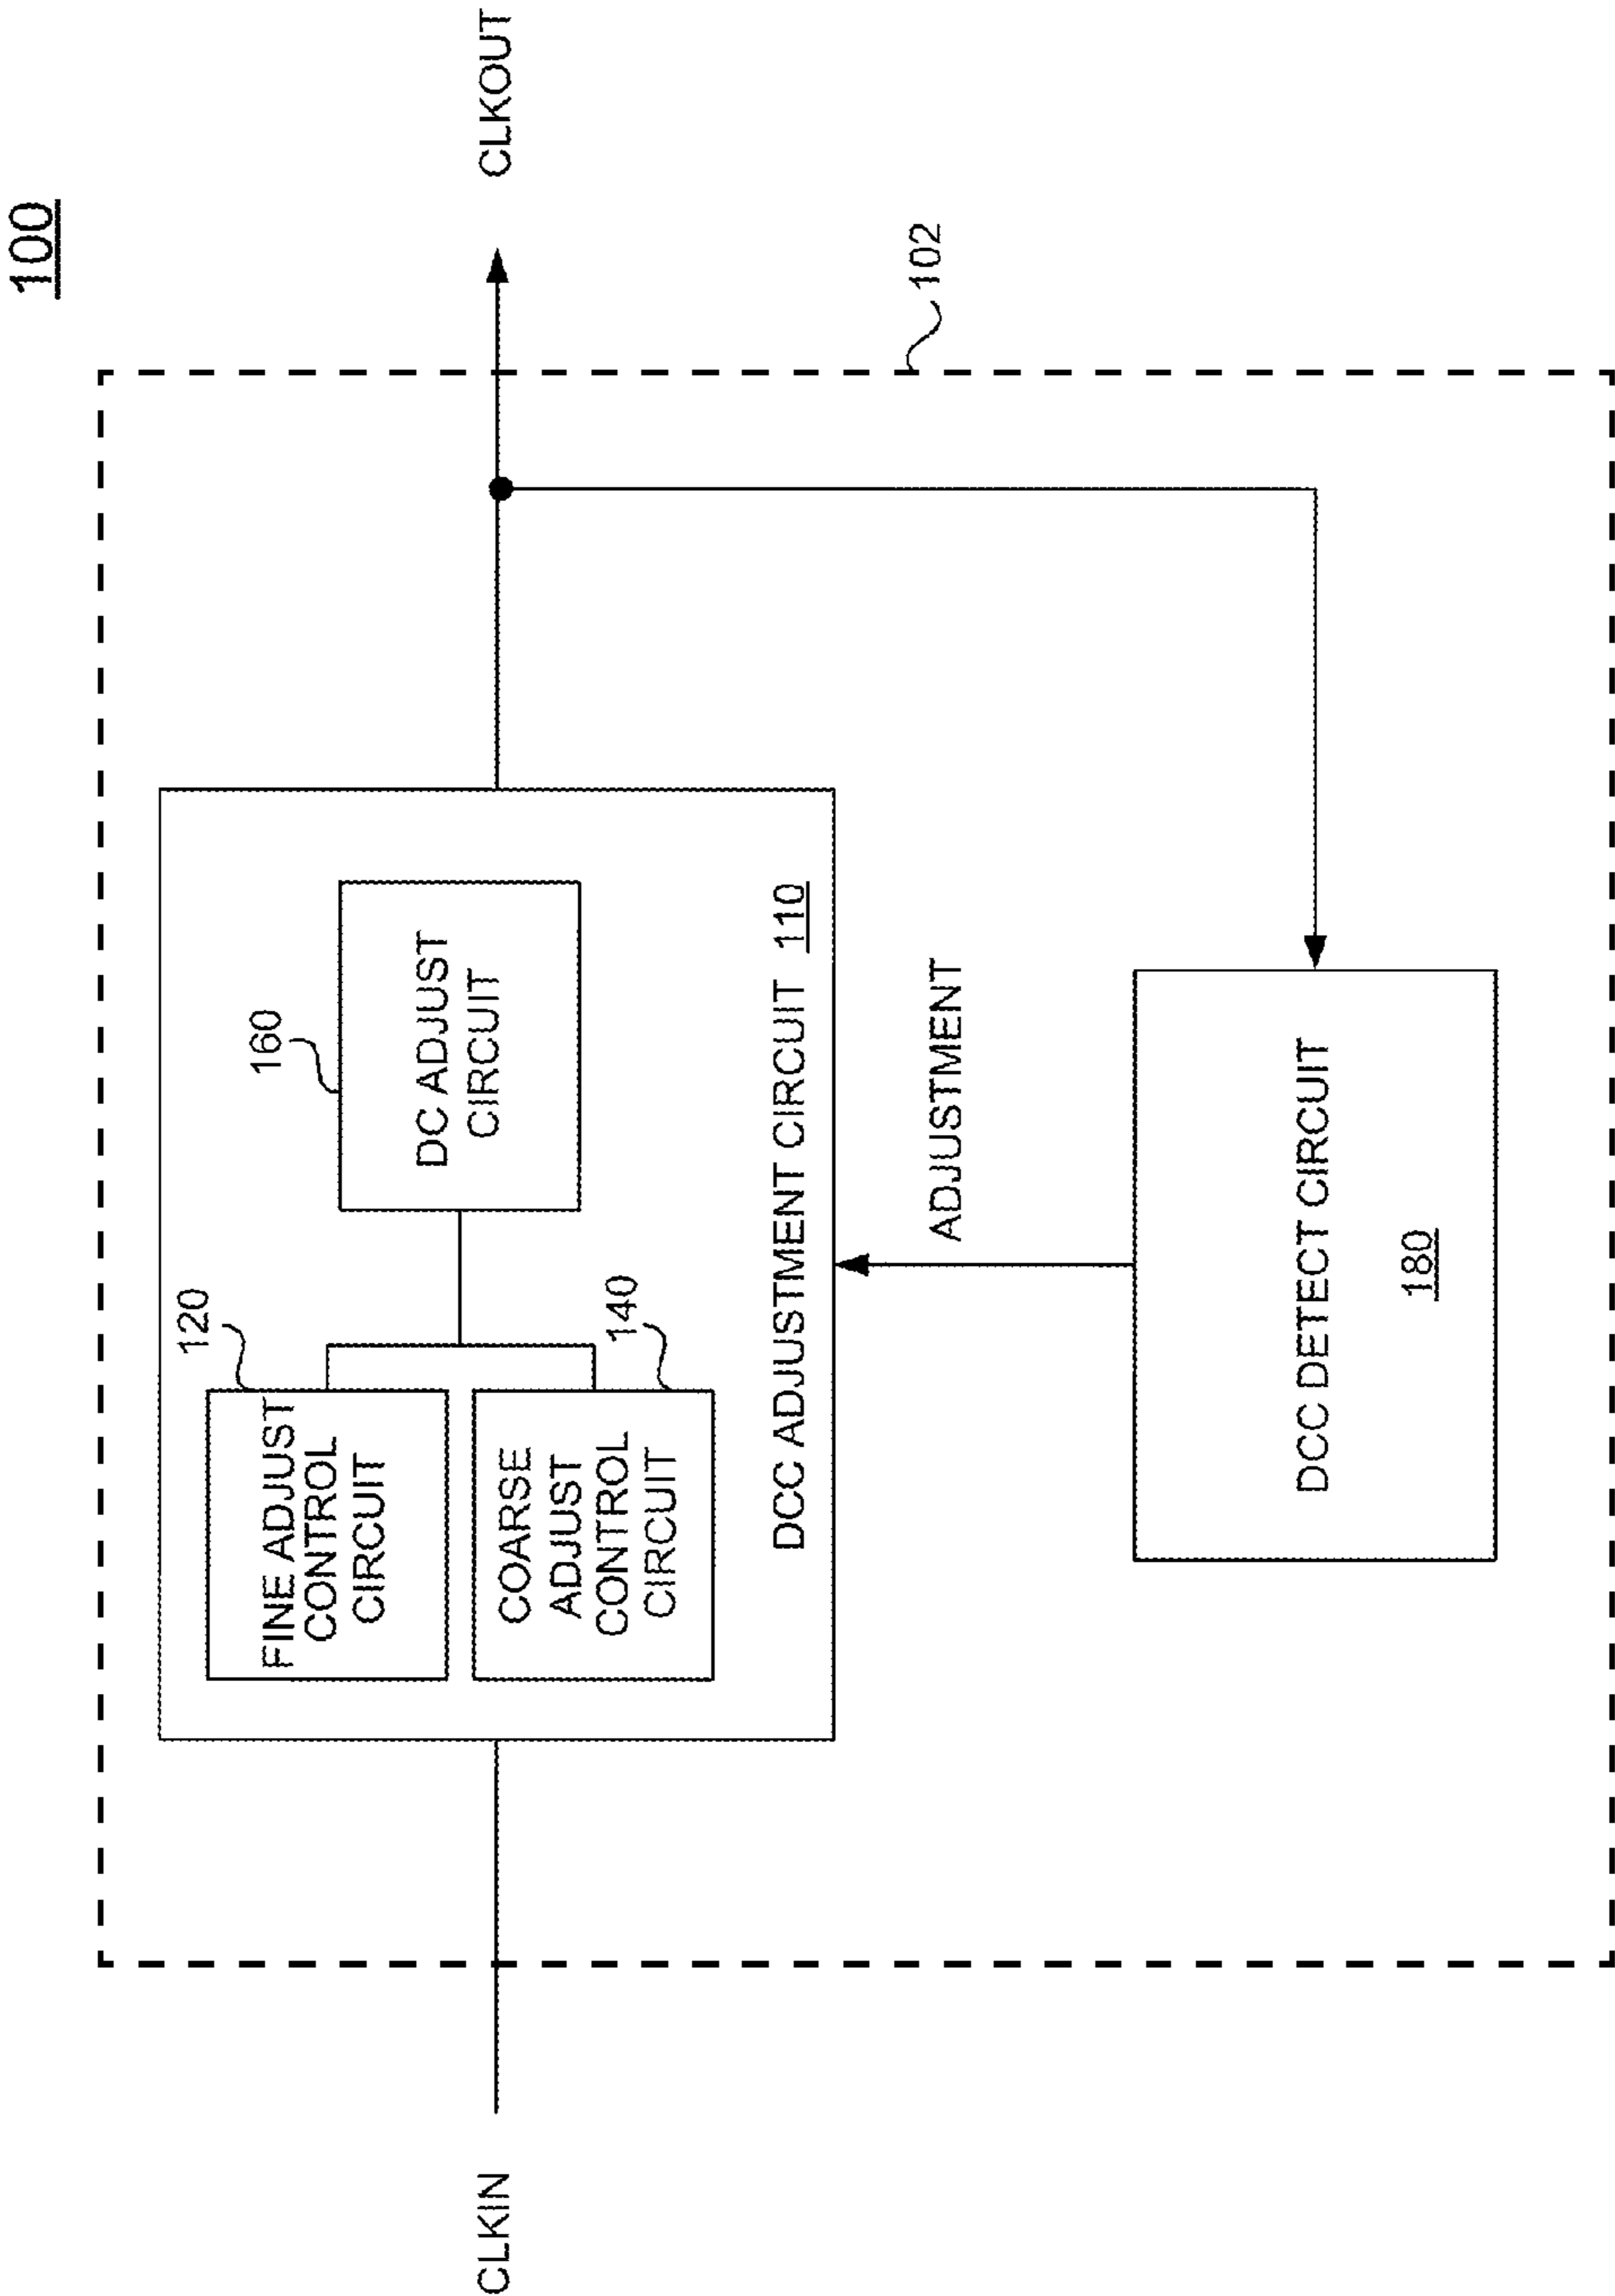 100
120
FINE ADJUST
CONTROL
CIRCUIT
160
DC ADJUST
CIRCUIT
CLKIN
CLKOUT
COARSE
ADJUST
CONTROL
CIRCUIT
140
DCC ADJUSTMENT CIRCUIT 110
102
ADJUSTMENT
DCC DETECT CIRCUIT
180